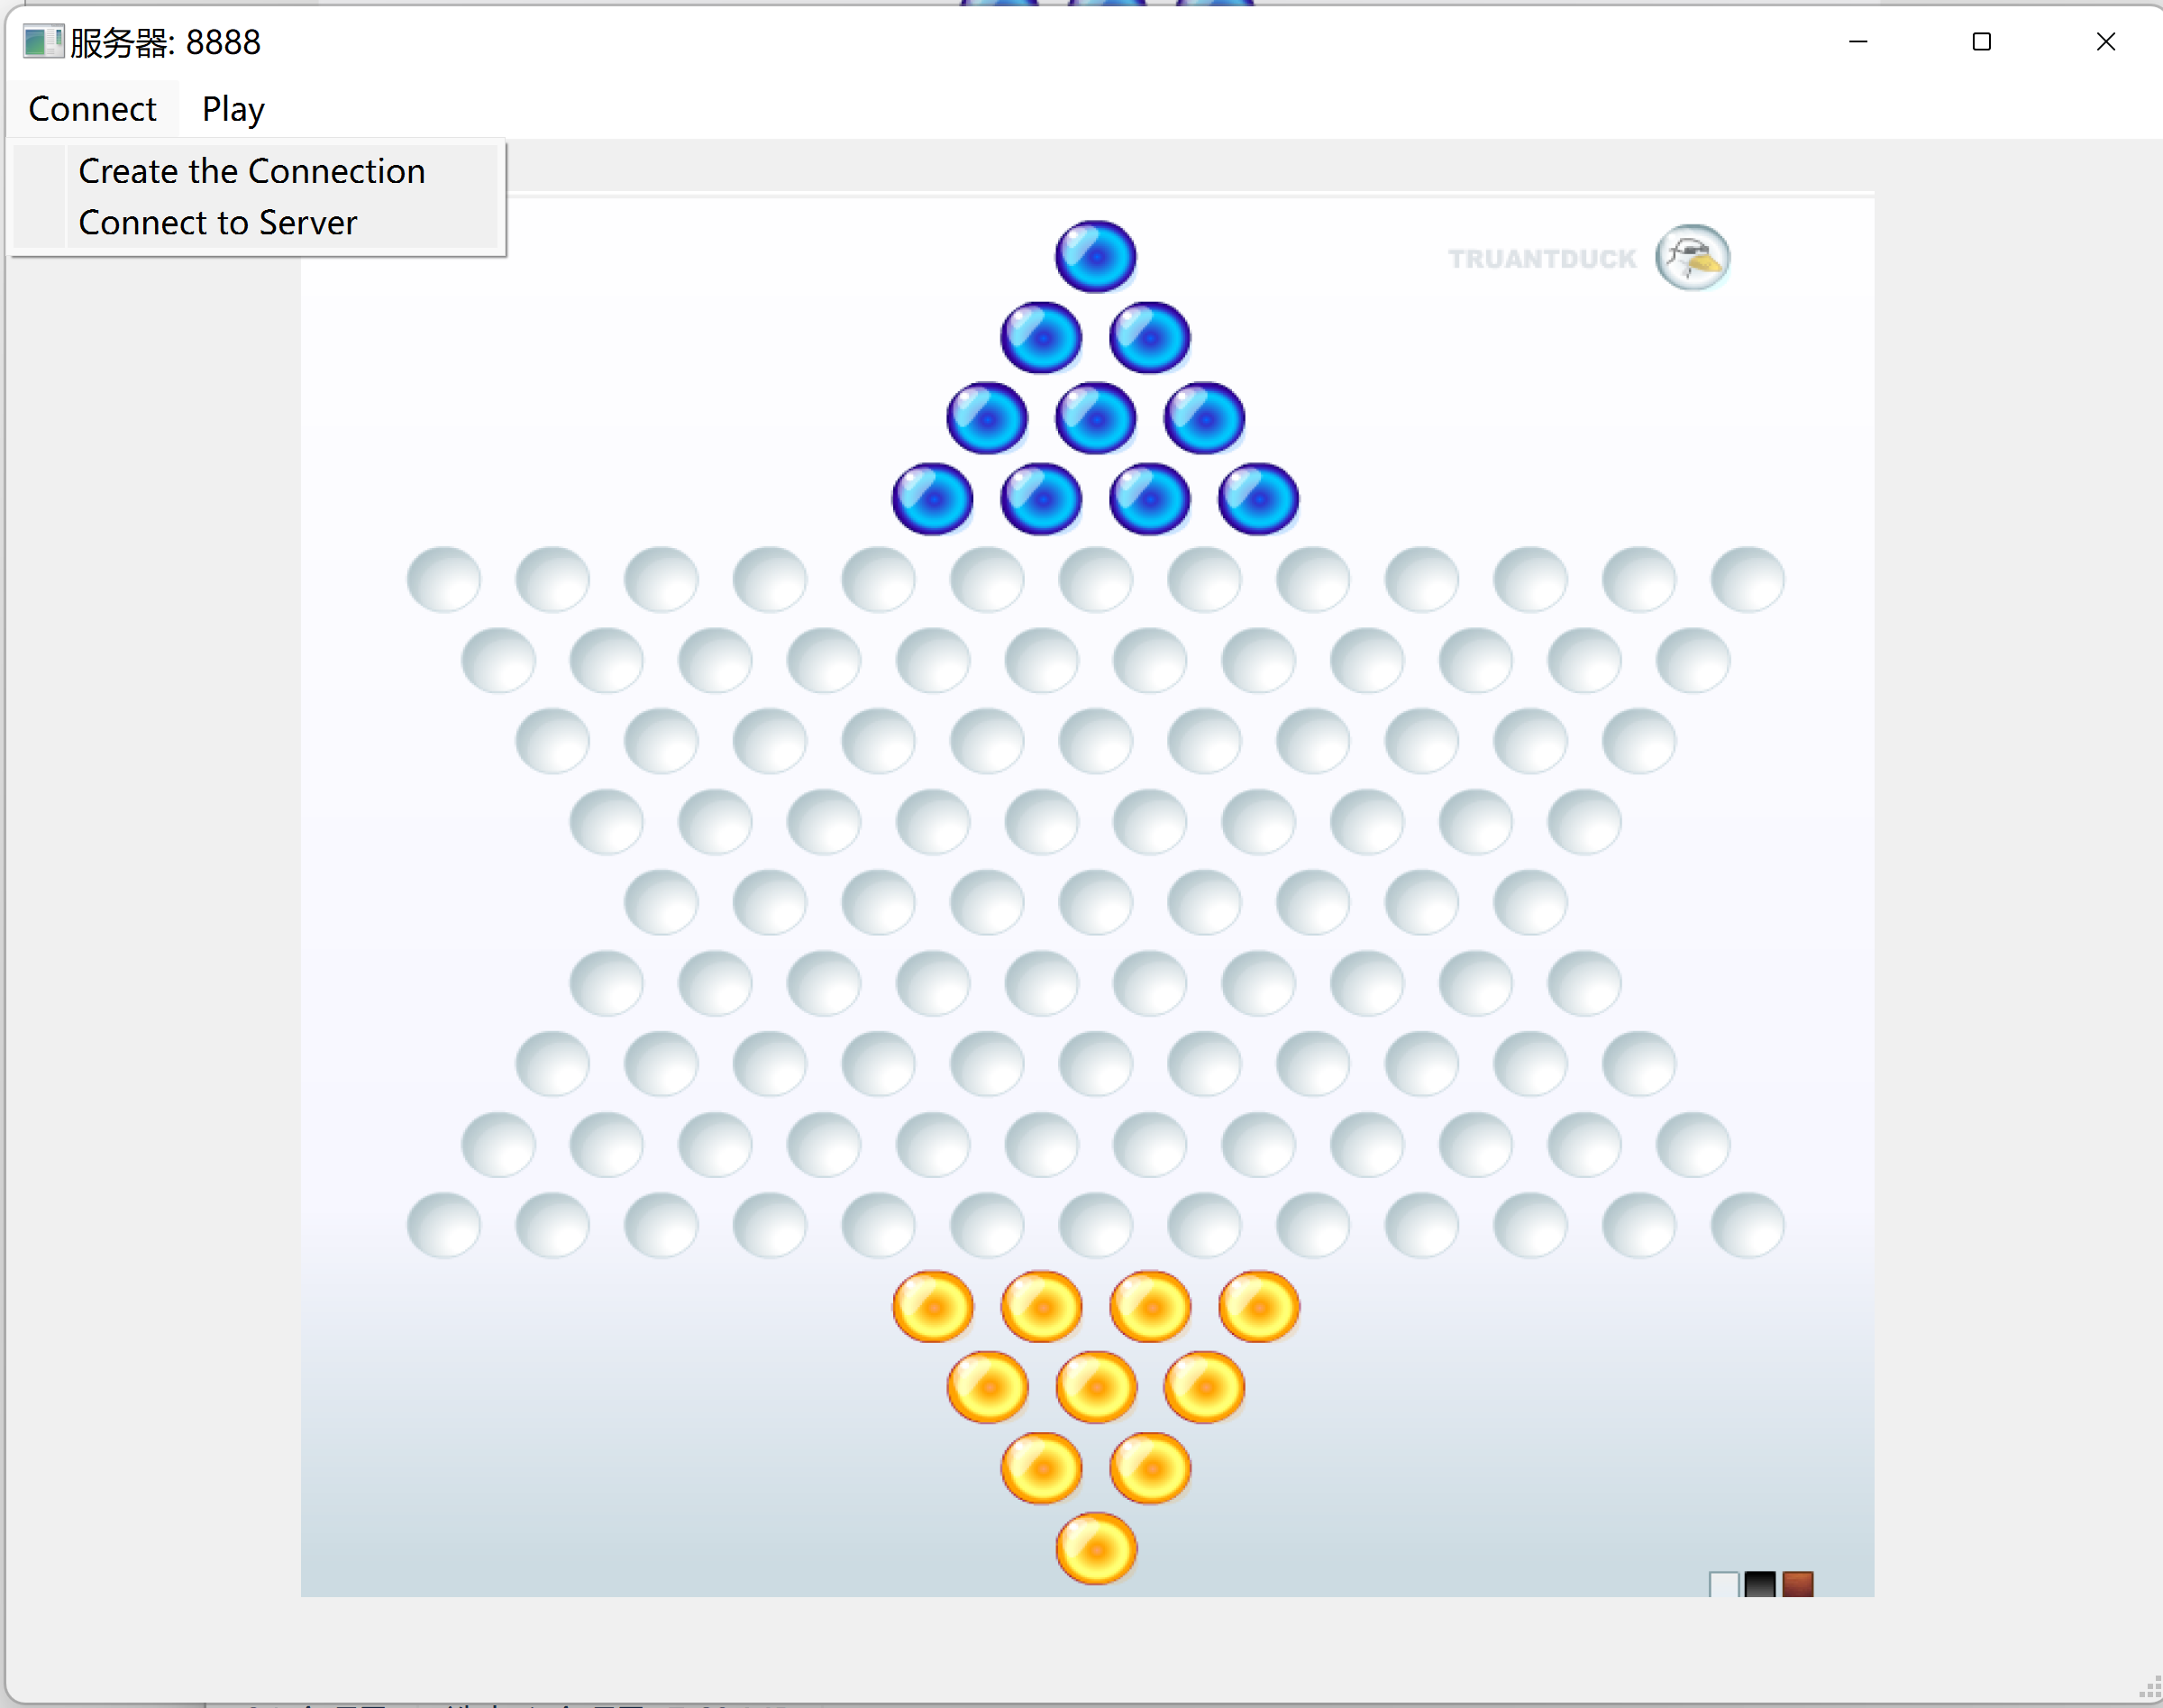 服务器: 8888
Connect Play
Create the Connection
Connect to Server
TRUANTDUCK